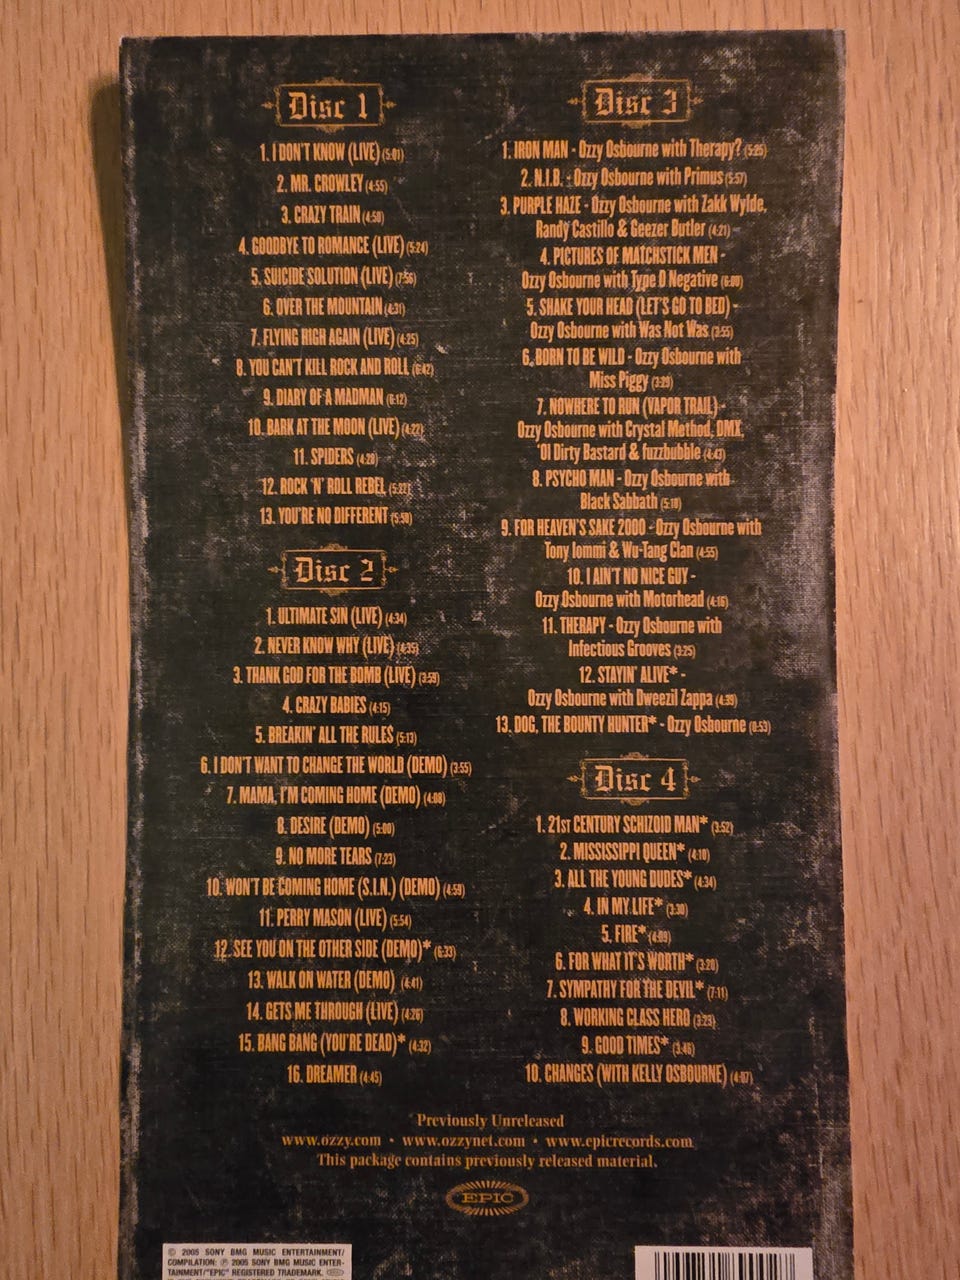 Disc 1
1. I DON'T KNOW (LIVE) (5:01)
2. MR. CROWLEY (4:55)
3. CRAZY TRAIN (4:50)
4. GOODBYE TO ROMANCE (LIVE) (5:24)
5. SUICIDE SOLUTION (LIVE) (7:56)
6. OVER THE MOUNTAIN (4:31)
7. FLYING HIGH AGAIN (LIVE) (4:25)
8. YOU CAN'T KILL ROCK AND ROLL (6:42)
9. DIARY OF A MADMAN (6:12)
10. BARK AT THE MOON (LIVE) (4:22)
11. SPIDERS (4:20)
12. ROCK 'N' ROLL REBEL (5:22)
13. YOU'RE NO DIFFERENT (5:50)
Disc 2
1. ULTIMATE SIN (LIVE) (4:34)
2. NEVER KNOW WHY (LIVE) (4:35)
3. THANK GOD FOR THE BOMB (LIVE) (3:59)
4. CRAZY BABIES (4:15)
5. BREAKIN' ALL THE RULES (5:13)
6. I DON'T WANT TO CHANGE THE WORLD (DEMO) (3:55)
7. MAMA, I'M COMING HOME (DEMO) (4:08)
8. DESIRE (DEMO) (5:00)
9. NO MORE TEARS (7:23)
10. WON'T BE COMING HOME (S.I.N.) (DEMO) (4:59)
11. PERRY MASON (LIVE) (5:54)
12. SEE YOU ON THE OTHER SIDE (DEMO)* (6:33)
13. WALK ON WATER (DEMO) (4:41)
14. GETS ME THROUGH (LIVE) (4:26)
15. BANG BANG (YOU'RE DEAD)* (4:32)
16. DREAMER (4:45)
Disc 3
1. IRON MAN - Ozzy Osbourne with Therapy? (5:25)
2. N.I.B. - Ozzy Osbourne with Primus (5:57)
3. PURPLE HAZE - Ozzy Osbourne with Zakk Wylde,
Randy Castillo & Geezer Butler (4:21)
4. PICTURES OF MATCHSTICK MEN -
Ozzy Osbourne with Type O Negative (6:00)
5. SHAKE YOUR HEAD (LET'S GO TO BED) -
Ozzy Osbourne with Was Not Was (3:55)
6. BORN TO BE WILD - Ozzy Osbourne with
Miss Piggy (3:29)
7. NOWHERE TO RUN (VAPOR TRAIL) -
Ozzy Osbourne with Crystal Method, DMX,
'Ol Dirty Bastard & fuzzbubble (4:43)
8. PSYCHO MAN - Ozzy Osbourne with
Black Sabbath (5:18)
9. FOR HEAVEN'S SAKE 2000 - Ozzy Osbourne with
Tony Iommi & Wu-Tang Clan (4:55)
10. I AIN'T NO NICE GUY -
Ozzy Osbourne with Motorhead (4:16)
11. THERAPY - Ozzy Osbourne with
Infectious Grooves (3:25)
12. STAYIN' ALIVE* -
Ozzy Osbourne with Dweezil Zappa (4:39)
13. DOG, THE BOUNTY HUNTER* - Ozzy Osbourne (0:53)
Disc 4
1. 21ST CENTURY SCHIZOID MAN* (3:52)
2. MISSISSIPPI QUEEN* (4:10)
3. ALL THE YOUNG DUDES* (4:34)
4. IN MY LIFE* (3:30)
5. FIRE* (4:09)
6. FOR WHAT IT'S WORTH* (3:20)
7. SYMPATHY FOR THE DEVIL* (7:11)
8. WORKING CLASS HERO (3:23)
9. GOOD TIMES* (3:46)
10. CHANGES (WITH KELLY OSBOURNE) (4:07)
*Previously Unreleased
www.ozzy.com • www.ozzynet.com • www.epicrecords.com
This package contains previously released material.
EPIC
© 2005 SONY BMG MUSIC ENTERTAINMENT/
COMPILATION: ℗ 2005 SONY BMG MUSIC ENTER-
TAINMENT/"EPIC" REGISTERED TRADEMARK.